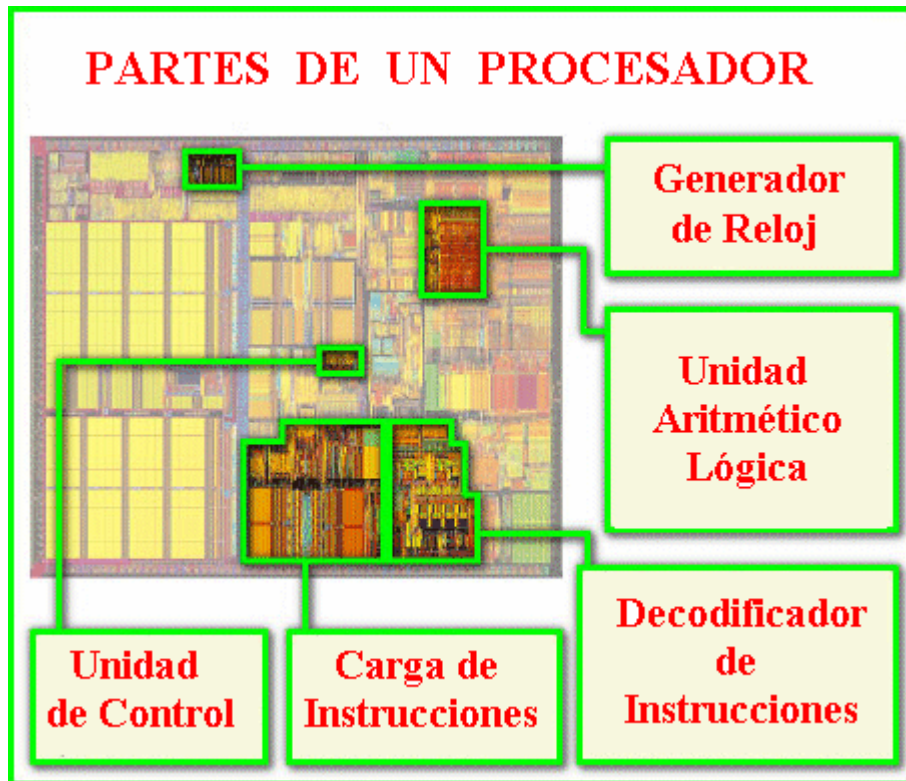 PARTES DE UN PROCESADOR
Generador
de Reloj
Unidad
Aritmético
Lógica
Decodificador
de
Instrucciones
Carga de
Instrucciones
Unidad
de Control